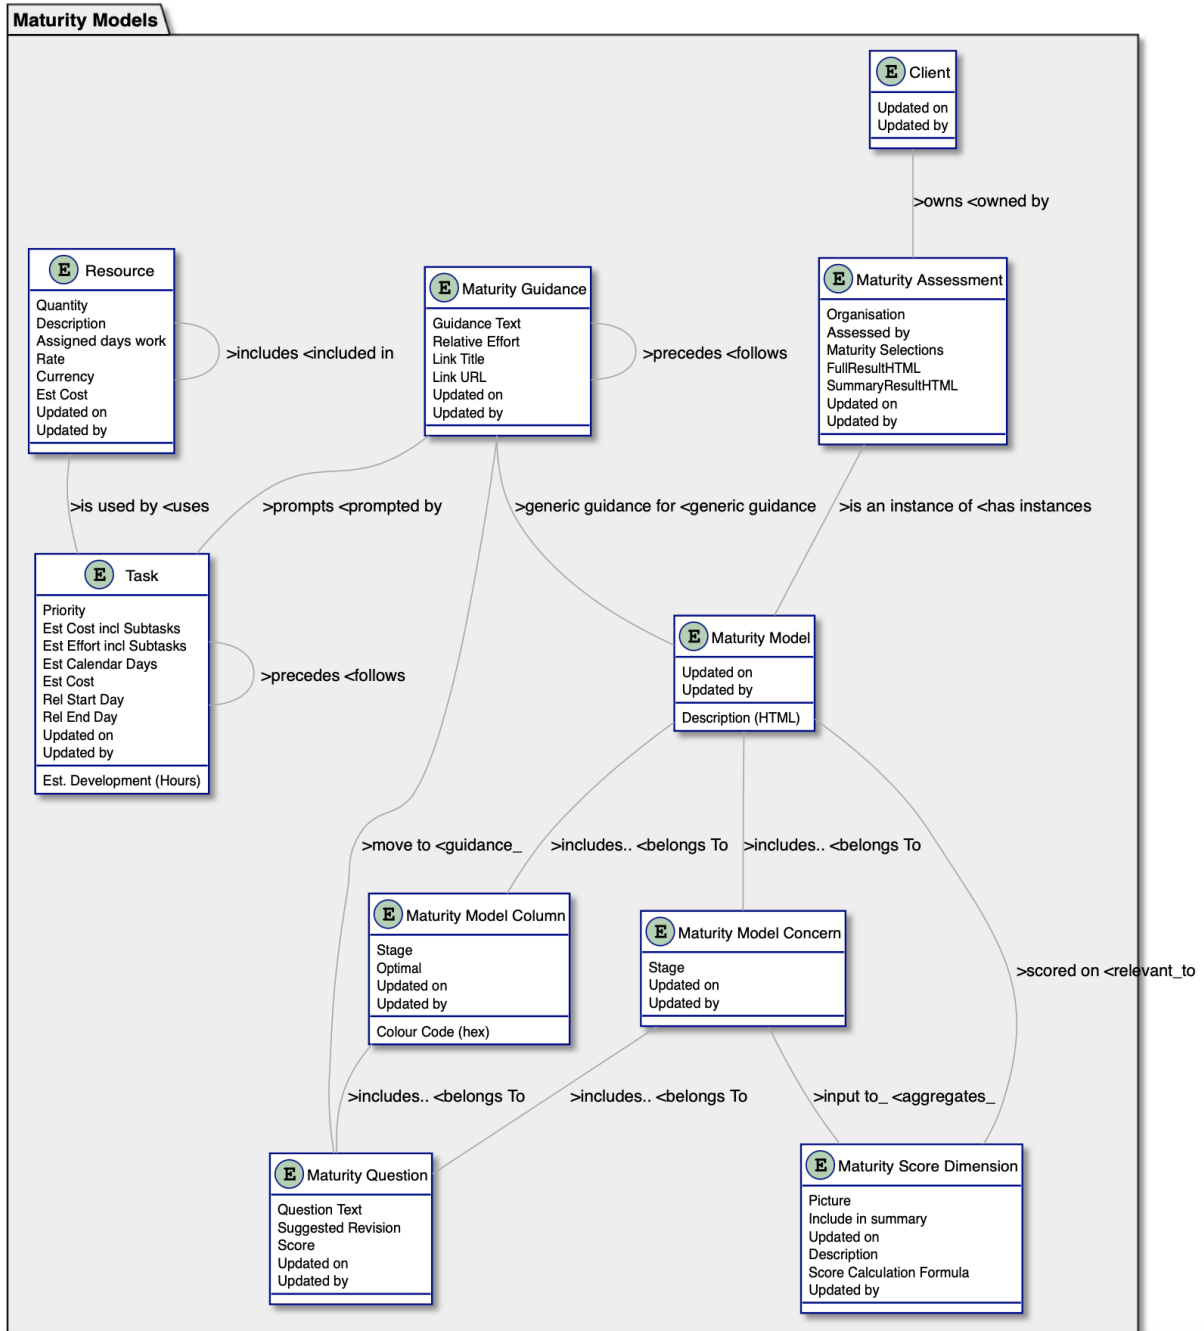 Maturity Models
E Client
Updated on
Updated by
>owns <owned by
E Resource
Quantity
Description
Assigned days work
Rate
Currency
Est Cost
Updated on
Updated by
>includes <included in
E Maturity Guidance
Guidance Text
Relative Effort
Link Title
Link URL
Updated on
Updated by
>precedes <follows
E Maturity Assessment
Organisation
Assessed by
Maturity Selections
FullResultHTML
SummaryResultHTML
Updated on
Updated by
>is used by <uses
>prompts <prompted by
>generic guidance for <generic guidance
>is an instance of <has instances
E Task
Priority
Est Cost incl Subtasks
Est Effort incl Subtasks
Est Calendar Days
Est Cost
Rel Start Day
Rel End Day
Updated on
Updated by
Est. Development (Hours)
>precedes <follows
E Maturity Model
Updated on
Updated by
Description (HTML)
>move to <guidance_
>includes.. <belongs To
>includes.. <belongs To
E Maturity Model Column
Stage
Optimal
Updated on
Updated by
Colour Code (hex)
E Maturity Model Concern
Stage
Updated on
Updated by
>scored on <relevant_to
>includes.. <belongs To
>includes.. <belongs To
>input to_ <aggregates_
E Maturity Question
Question Text
Suggested Revision
Score
Updated on
Updated by
E Maturity Score Dimension
Picture
Include in summary
Updated on
Description
Score Calculation Formula
Updated by